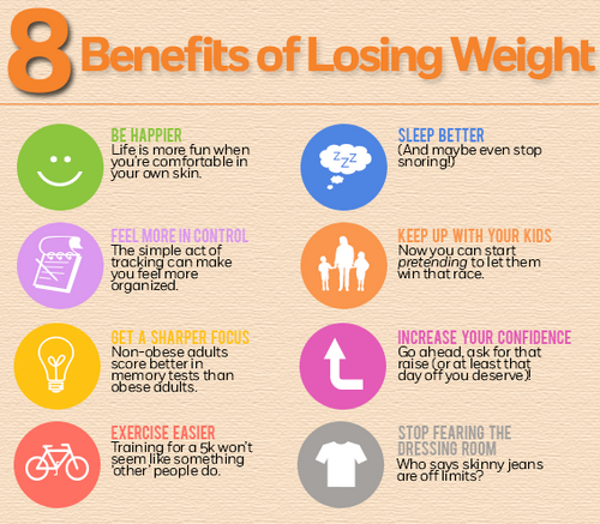 8 Benefits of Losing Weight
BE HAPPIER
Life is more fun when
you're comfortable in
your own skin.
SLEEP BETTER
(And maybe even stop
snoring!)
zzz
FEEL MORE IN CONTROL
The simple act of
tracking can make
you feel more
organized.
KEEP UP WITH YOUR KIDS
Now you can start
pretending to let them
win that race.
GET A SHARPER FOCUS
Non-obese adults
score better in
memory tests than
obese adults.
INCREASE YOUR CONFIDENCE
Go ahead, ask for that
raise (or at least that
day off you deserve)!
EXERCISE EASIER
Training for a 5k won't
seem like something
'other' people do.
STOP FEARING THE
DRESSING ROOM
Who says skinny jeans
are off limits?